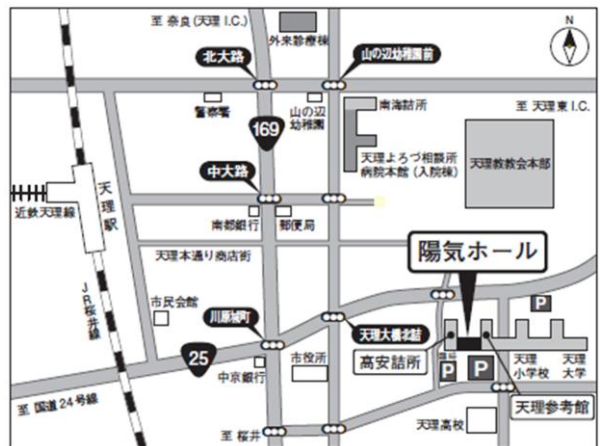 至 奈良(天理 I.C.)
外来診療棟
N
北大路
山の辺幼稚園前
警察署
山の辺
幼稚園
南海詰所
至 天理東I.C.
169
天理よろづ相談所
病院本館(入院棟)
天理教教会本部
中大路
天理駅
近鉄天理線
南都銀行
郵便局
天理本通り商店街
陽気ホール
JR桜井線
市民会館
川原城町
天理大橋北詰
P
25
市役所
高安詰所
中京銀行
P
P
天理
小学校
天理
大学
天理参考館
至 国道24号線
至 桜井
天理高校